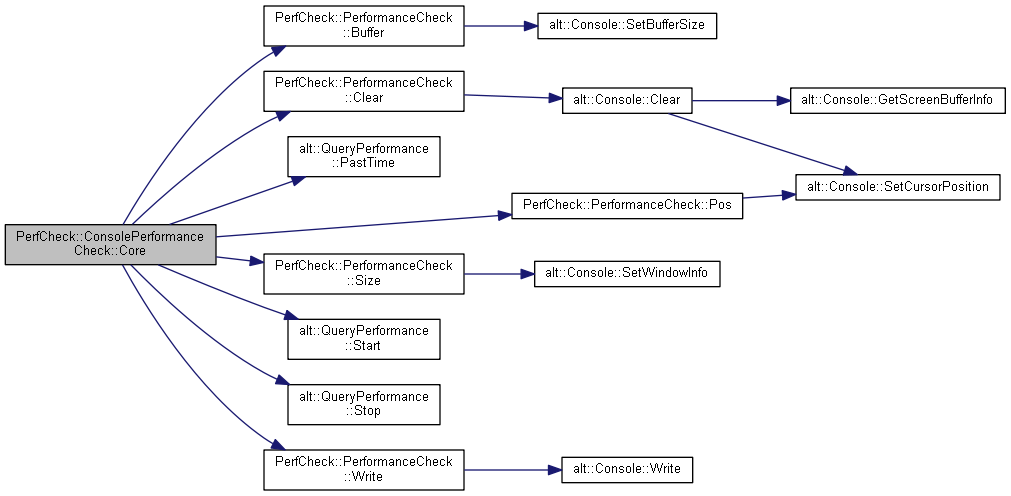 PerfCheck::PerformanceCheck
::Buffer
alt::Console::SetBufferSize
PerfCheck::PerformanceCheck
::Clear
alt::Console::Clear
alt::Console::GetScreenBufferInfo
alt::QueryPerformance
::PastTime
alt::Console::SetCursorPosition
PerfCheck::PerformanceCheck::Pos
PerfCheck::ConsolePerformance
Check::Core
PerfCheck::PerformanceCheck
::Size
alt::Console::SetWindowInfo
alt::QueryPerformance
::Start
alt::QueryPerformance
::Stop
PerfCheck::PerformanceCheck
::Write
alt::Console::Write